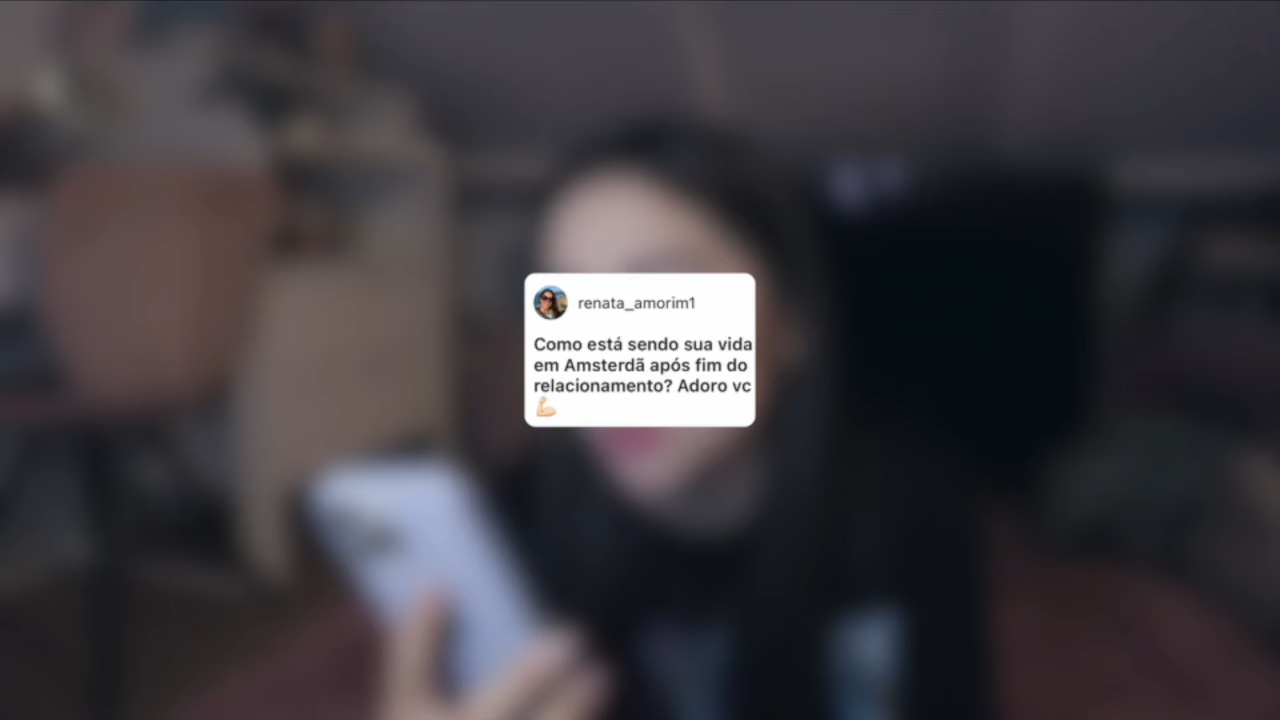 renata_amorim1
Como está sendo sua vida
em Amsterdã após fim do
relacionamento? Adoro vc
💪🏼